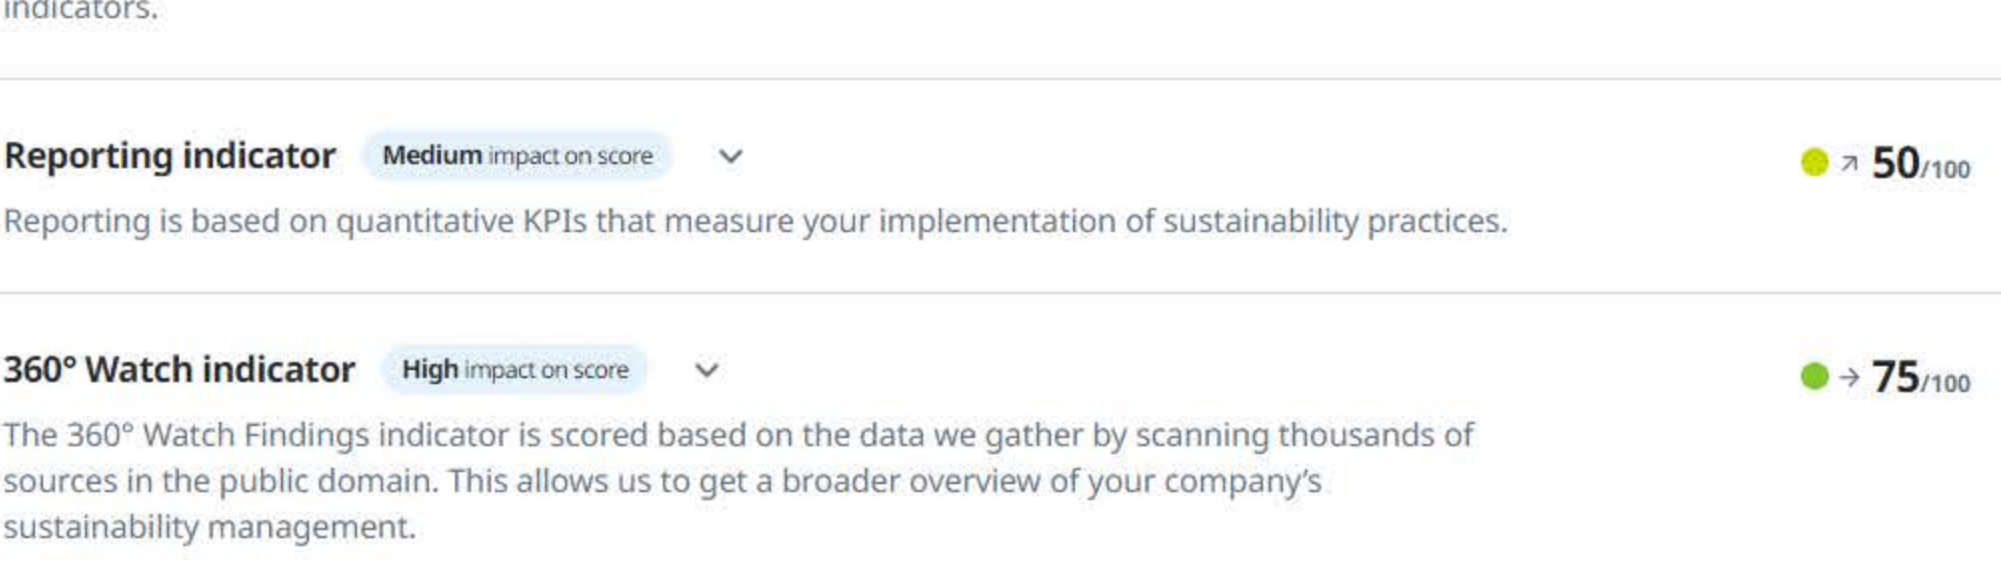 indicators.
Reporting indicator Medium impact on score 50/100
Reporting is based on quantitative KPIs that measure your implementation of sustainability practices.
360° Watch indicator High impact on score 75/100
The 360° Watch Findings indicator is scored based on the data we gather by scanning thousands of
sources in the public domain. This allows us to get a broader overview of your company’s
sustainability management.